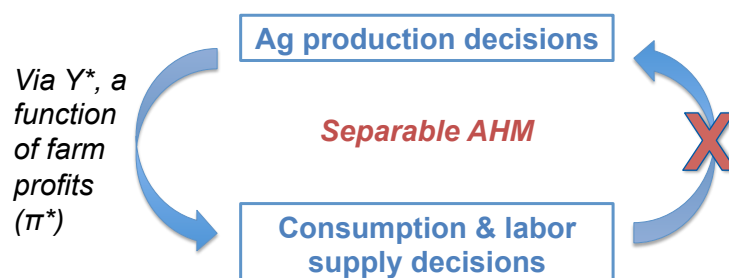 Ag production decisions
Via Y*, a
function
of farm
profits
(π*)
Separable AHM
X
Consumption & labor
supply decisions